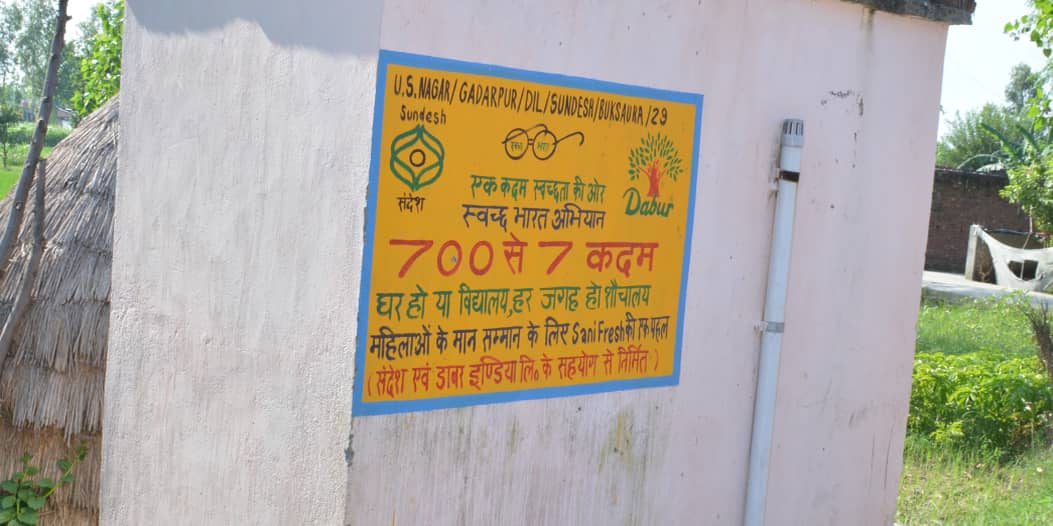 U.S.NAGAR/GADARPUR/DIL/SUNDESH/BUKSAURA/29
Sundesh
संदेश
स्वच्छ भारत
Dabur
एक कदम स्वच्छता की ओर
स्वच्छ भारत अभियान
700 से 7 कदम
घर हो या विद्यालय, हर जगह हो शौचालय
महिलाओं के मान सम्मान के लिए Sani Fresh की एक पहल
(संदेश एवं डाबर इण्डिया लि० के सहयोग से निर्मित)